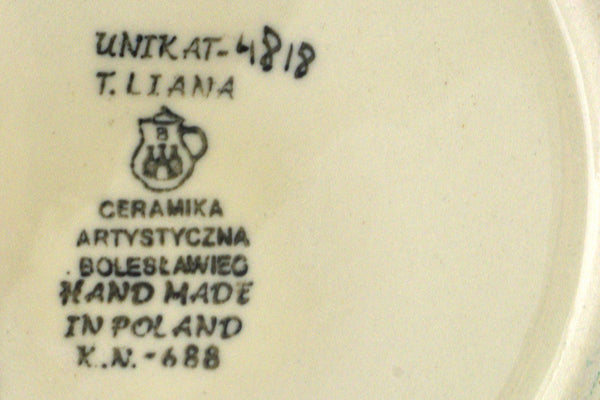 UNIKAT-4818
T. LIANA
B
CERAMIKA
ARTYSTYCZNA
BOLESŁAWIEC
HAND MADE
IN POLAND
K.N.-688